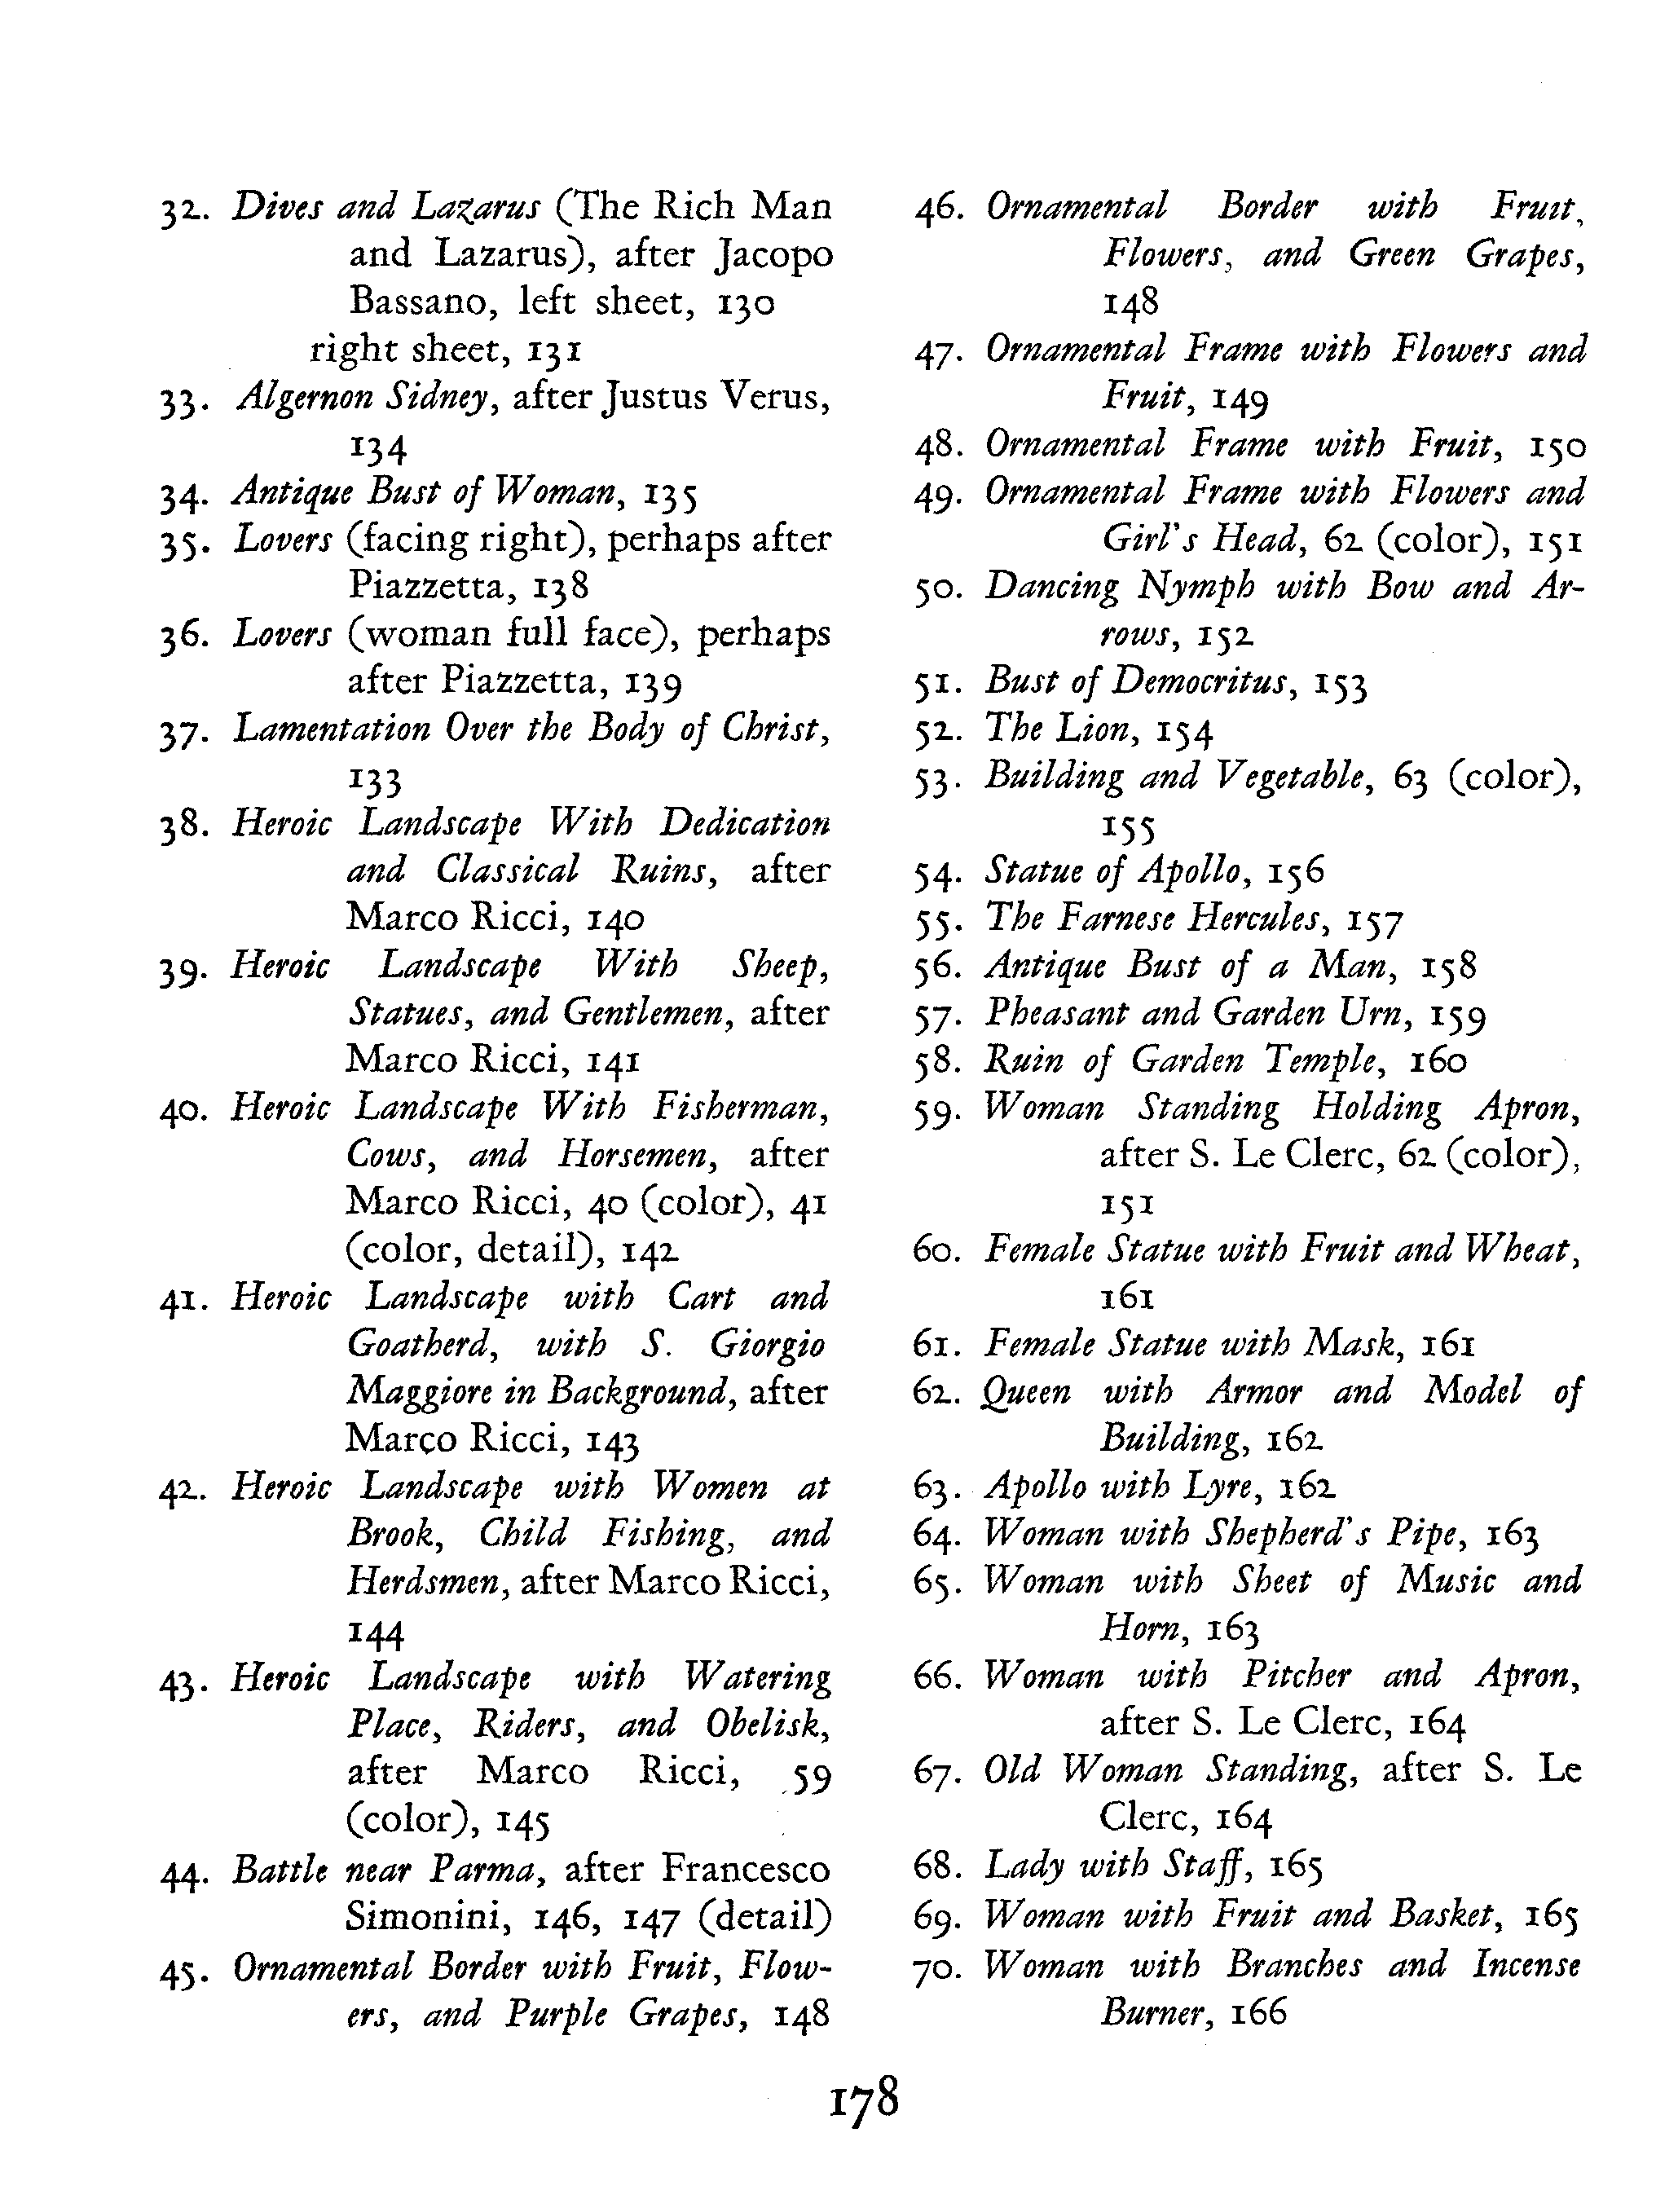 32. Dives and Lazarus (The Rich Man
and Lazarus), after Jacopo
Bassano, left sheet, 130
right sheet, 131
33. Algernon Sidney, after Justus Verus,
134
34. Antique Bust of Woman, 135
35. Lovers (facing right), perhaps after
Piazzetta, 138
36. Lovers (woman full face), perhaps
after Piazzetta, 139
37. Lamentation Over the Body of Christ,
133
38. Heroic Landscape With Dedication
and Classical Ruins, after
Marco Ricci, 140
39. Heroic Landscape With Sheep,
Statues, and Gentlemen, after
Marco Ricci, 141
40. Heroic Landscape With Fisherman,
Cows, and Horsemen, after
Marco Ricci, 40 (color), 41
(color, detail), 142
41. Heroic Landscape with Cart and
Goatherd, with S. Giorgio
Maggiore in Background, after
Marco Ricci, 143
42. Heroic Landscape with Women at
Brook, Child Fishing, and
Herdsmen, after Marco Ricci,
144
43. Heroic Landscape with Watering
Place, Riders, and Obelisk,
after Marco Ricci, 59
(color), 145
44. Battle near Parma, after Francesco
Simonini, 146, 147 (detail)
45. Ornamental Border with Fruit, Flow-
ers, and Purple Grapes, 148
46. Ornamental Border with Fruit,
Flowers, and Green Grapes,
148
47. Ornamental Frame with Flowers and
Fruit, 149
48. Ornamental Frame with Fruit, 150
49. Ornamental Frame with Flowers and
Girl's Head, 62 (color), 151
50. Dancing Nymph with Bow and Ar-
rows, 152
51. Bust of Democritus, 153
52. The Lion, 154
53. Building and Vegetable, 63 (color),
155
54. Statue of Apollo, 156
55. The Farnese Hercules, 157
56. Antique Bust of a Man, 158
57. Pheasant and Garden Urn, 159
58. Ruin of Garden Temple, 160
59. Woman Standing Holding Apron,
after S. Le Clerc, 62 (color),
151
60. Female Statue with Fruit and Wheat,
161
61. Female Statue with Mask, 161
62. Queen with Armor and Model of
Building, 162
63. Apollo with Lyre, 162
64. Woman with Shepherd's Pipe, 163
65. Woman with Sheet of Music and
Horn, 163
66. Woman with Pitcher and Apron,
after S. Le Clerc, 164
67. Old Woman Standing, after S. Le
Clerc, 164
68. Lady with Staff, 165
69. Woman with Fruit and Basket, 165
70. Woman with Branches and Incense
Burner, 166
178